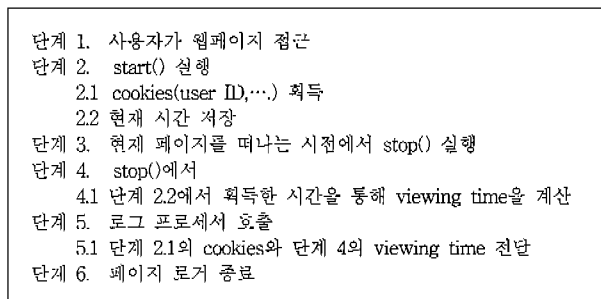 단계 1. 사용자가 웹페이지 접근
단계 2. start() 실행
2.1 cookies(user ID,….) 획득
2.2 현재 시간 저장
단계 3. 현재 페이지를 떠나는 시점에서 stop() 실행
단계 4. stop()에서
4.1 단계 2.2에서 획득한 시간을 통해 viewing time을 계산
단계 5. 로그 프로세서 호출
5.1 단계 2.1의 cookies와 단계 4의 viewing time 전달
단계 6. 페이지 로거 종료